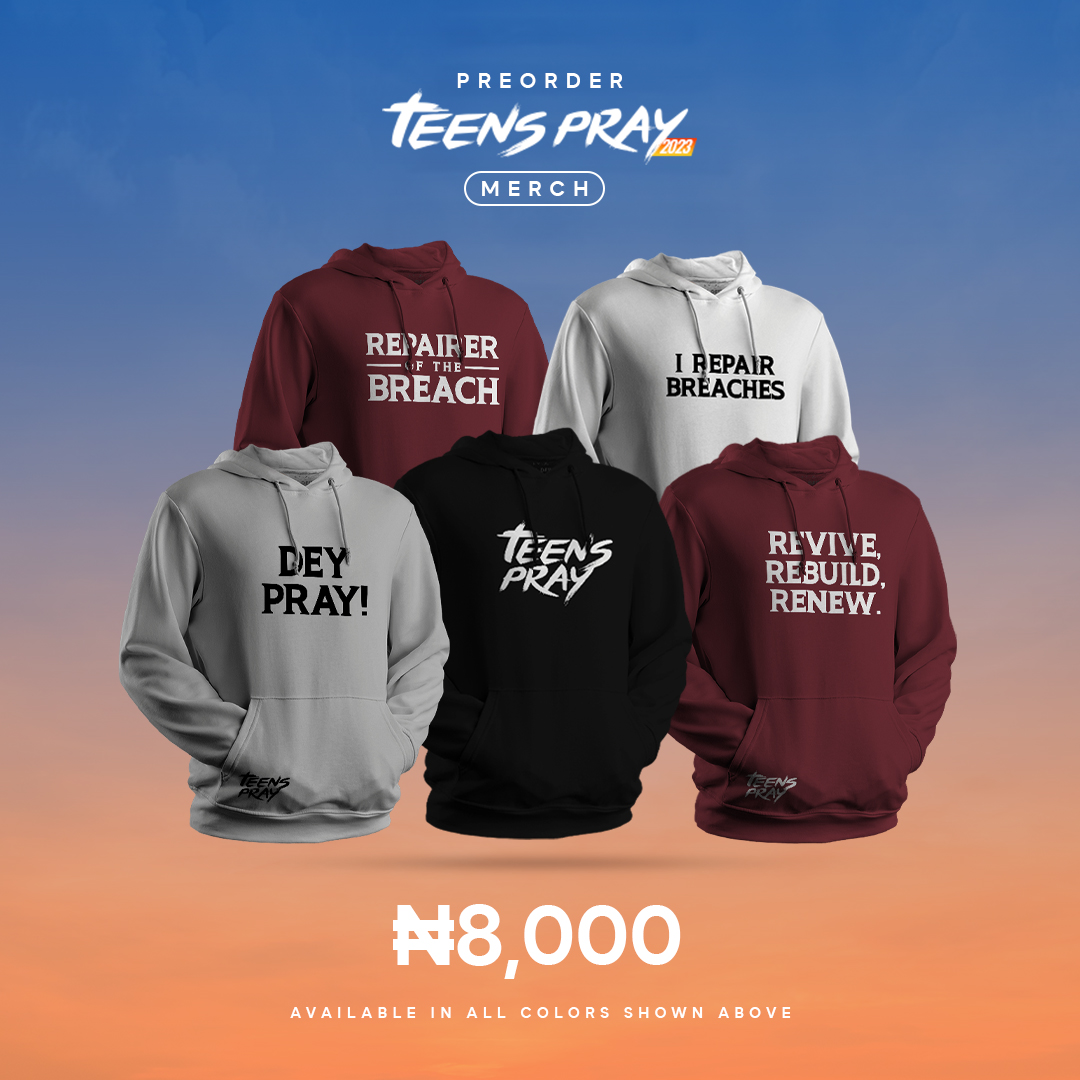 PREORDER
TEENS PRAY
2023
MERCH
REPAIRER
OF THE
BREACH
I REPAIR
BREACHES
DEY
PRAY!
TEENS
PRAY
TEENS
PRAY
REVIVE,
REBUILD,
RENEW.
TEENS
PRAY
₦8,000
AVAILABLE IN ALL COLORS SHOWN ABOVE